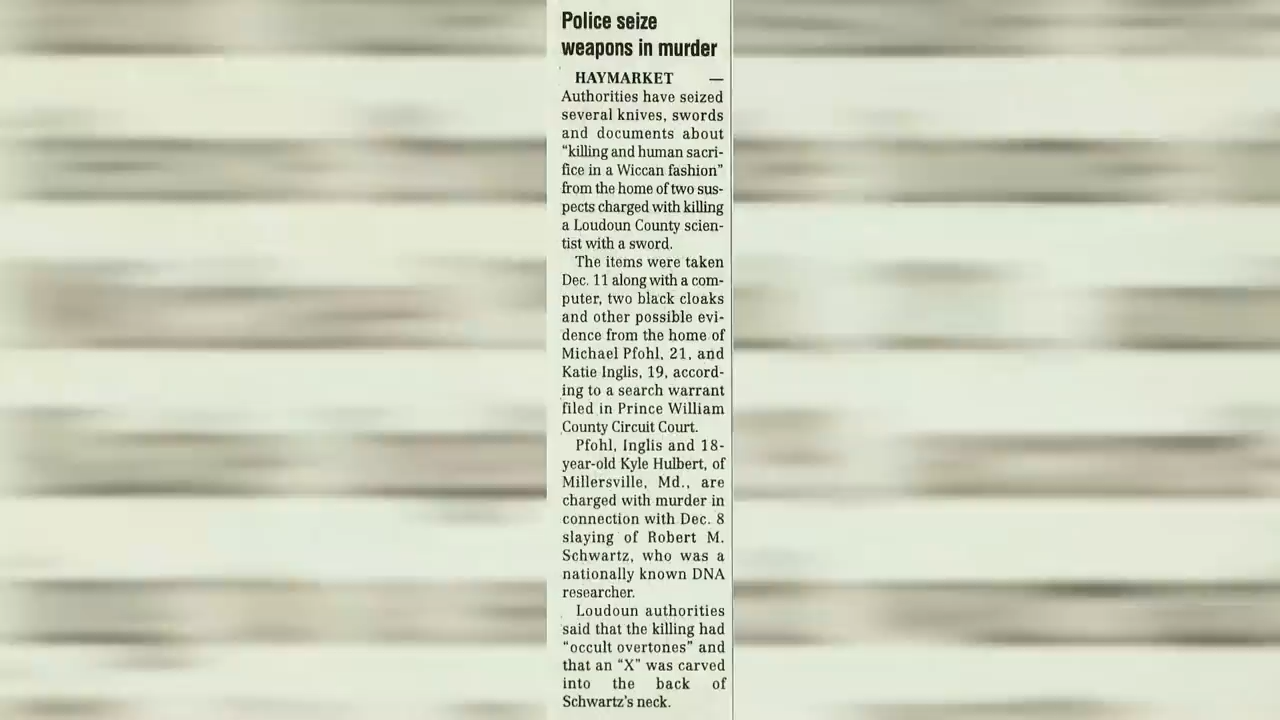 Police seize
weapons in murder
HAYMARKET —
Authorities have seized
several knives, swords
and documents about
“killing and human sacri-
fice in a Wiccan fashion”
from the home of two sus-
pects charged with killing
a Loudoun County scien-
tist with a sword.
The items were taken
Dec. 11 along with a com-
puter, two black cloaks
and other possible evi-
dence from the home of
Michael Pfohl, 21, and
Katie Inglis, 19, accord-
ing to a search warrant
filed in Prince William
County Circuit Court.
Pfohl, Inglis and 18-
year-old Kyle Hulbert, of
Millersville, Md., are
charged with murder in
connection with Dec. 8
slaying of Robert M.
Schwartz, who was a
nationally known DNA
researcher.
Loudoun authorities
said that the killing had
“occult overtones” and
that an “X” was carved
into the back of
Schwartz's neck.